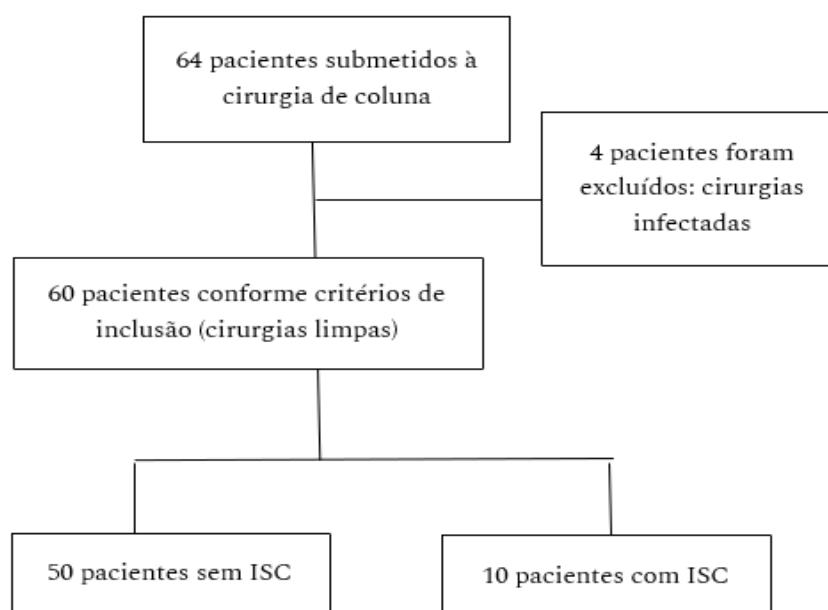 64 pacientes submetidos à
cirurgia de coluna
4 pacientes foram
excluídos: cirurgias
infectadas
60 pacientes conforme critérios de
inclusão (cirurgias limpas)
50 pacientes sem ISC
10 pacientes com ISC